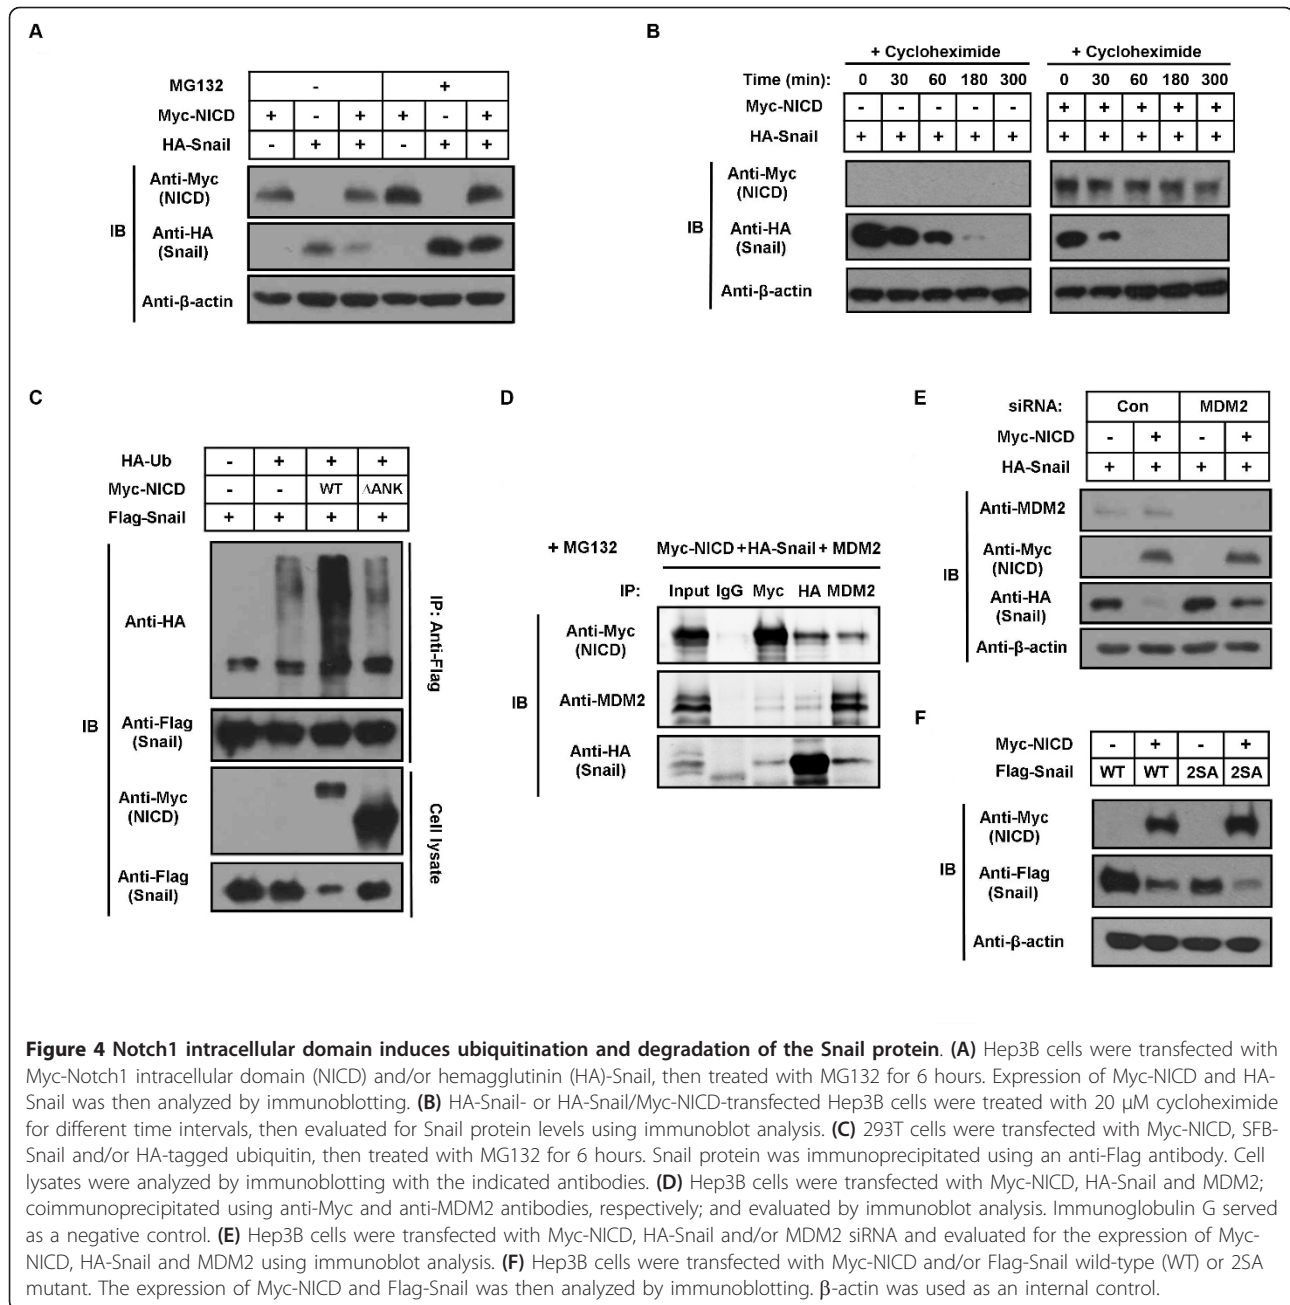 A
MG132 - +
Myc-NICD + - + + - +
HA-Snail - + + - + +
IB
Anti-Myc
(NICD)
Anti-HA
(Snail)
Anti-β-actin
B
+ Cycloheximide + Cycloheximide
Time (min): 0 30 60 180 300 0 30 60 180 300
Myc-NICD - - - - - + + + + +
HA-Snail + + + + + + + + + +
IB
Anti-Myc
(NICD)
Anti-HA
(Snail)
Anti-β-actin
C
HA-Ub - + + +
Myc-NICD - - WT ΔANK
Flag-Snail + + + +
IB
Anti-HA
Anti-Flag
(Snail)
IP: Anti-Flag
Anti-Myc
(NICD)
Anti-Flag
(Snail)
Cell lysate
D
+ MG132 Myc-NICD+HA-Snail+MDM2
IP: Input IgG Myc HA MDM2
IB
Anti-Myc
(NICD)
Anti-MDM2
Anti-HA
(Snail)
E
siRNA: Con MDM2
Myc-NICD - + - +
HA-Snail + + + +
IB
Anti-MDM2
Anti-Myc
(NICD)
Anti-HA
(Snail)
Anti-β-actin
F
Myc-NICD - + - +
Flag-Snail WT WT 2SA 2SA
IB
Anti-Myc
(NICD)
Anti-Flag
(Snail)
Anti-β-actin
Figure 4 Notch1 intracellular domain induces ubiquitination and degradation of the Snail protein. (A) Hep3B cells were transfected with
Myc-Notch1 intracellular domain (NICD) and/or hemagglutinin (HA)-Snail, then treated with MG132 for 6 hours. Expression of Myc-NICD and HA-
Snail was then analyzed by immunoblotting. (B) HA-Snail- or HA-Snail/Myc-NICD-transfected Hep3B cells were treated with 20 μM cycloheximide
for different time intervals, then evaluated for Snail protein levels using immunoblot analysis. (C) 293T cells were transfected with Myc-NICD, SFB-
Snail and/or HA-tagged ubiquitin, then treated with MG132 for 6 hours. Snail protein was immunoprecipitated using an anti-Flag antibody. Cell
lysates were analyzed by immunoblotting with the indicated antibodies. (D) Hep3B cells were transfected with Myc-NICD, HA-Snail and MDM2;
coimmunoprecipitated using anti-Myc and anti-MDM2 antibodies, respectively; and evaluated by immunoblot analysis. Immunoglobulin G served
as a negative control. (E) Hep3B cells were transfected with Myc-NICD, HA-Snail and/or MDM2 siRNA and evaluated for the expression of Myc-
NICD, HA-Snail and MDM2 using immunoblot analysis. (F) Hep3B cells were transfected with Myc-NICD and/or Flag-Snail wild-type (WT) or 2SA
mutant. The expression of Myc-NICD and Flag-Snail was then analyzed by immunoblotting. β-actin was used as an internal control.